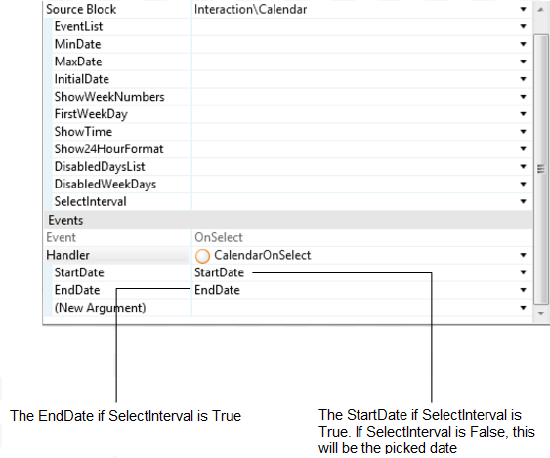 Source Block Interaction\Calendar
EventList
MinDate
MaxDate
InitialDate
ShowWeekNumbers
FirstWeekDay
ShowTime
Show24HourFormat
DisabledDaysList
DisabledWeekDays
SelectInterval
Events
Event OnSelect
Handler CalendarOnSelect
StartDate StartDate
EndDate EndDate
(New Argument)
The EndDate if SelectInterval is True
The StartDate if SelectInterval is
True. If SelectInterval is False, this
will be the picked date